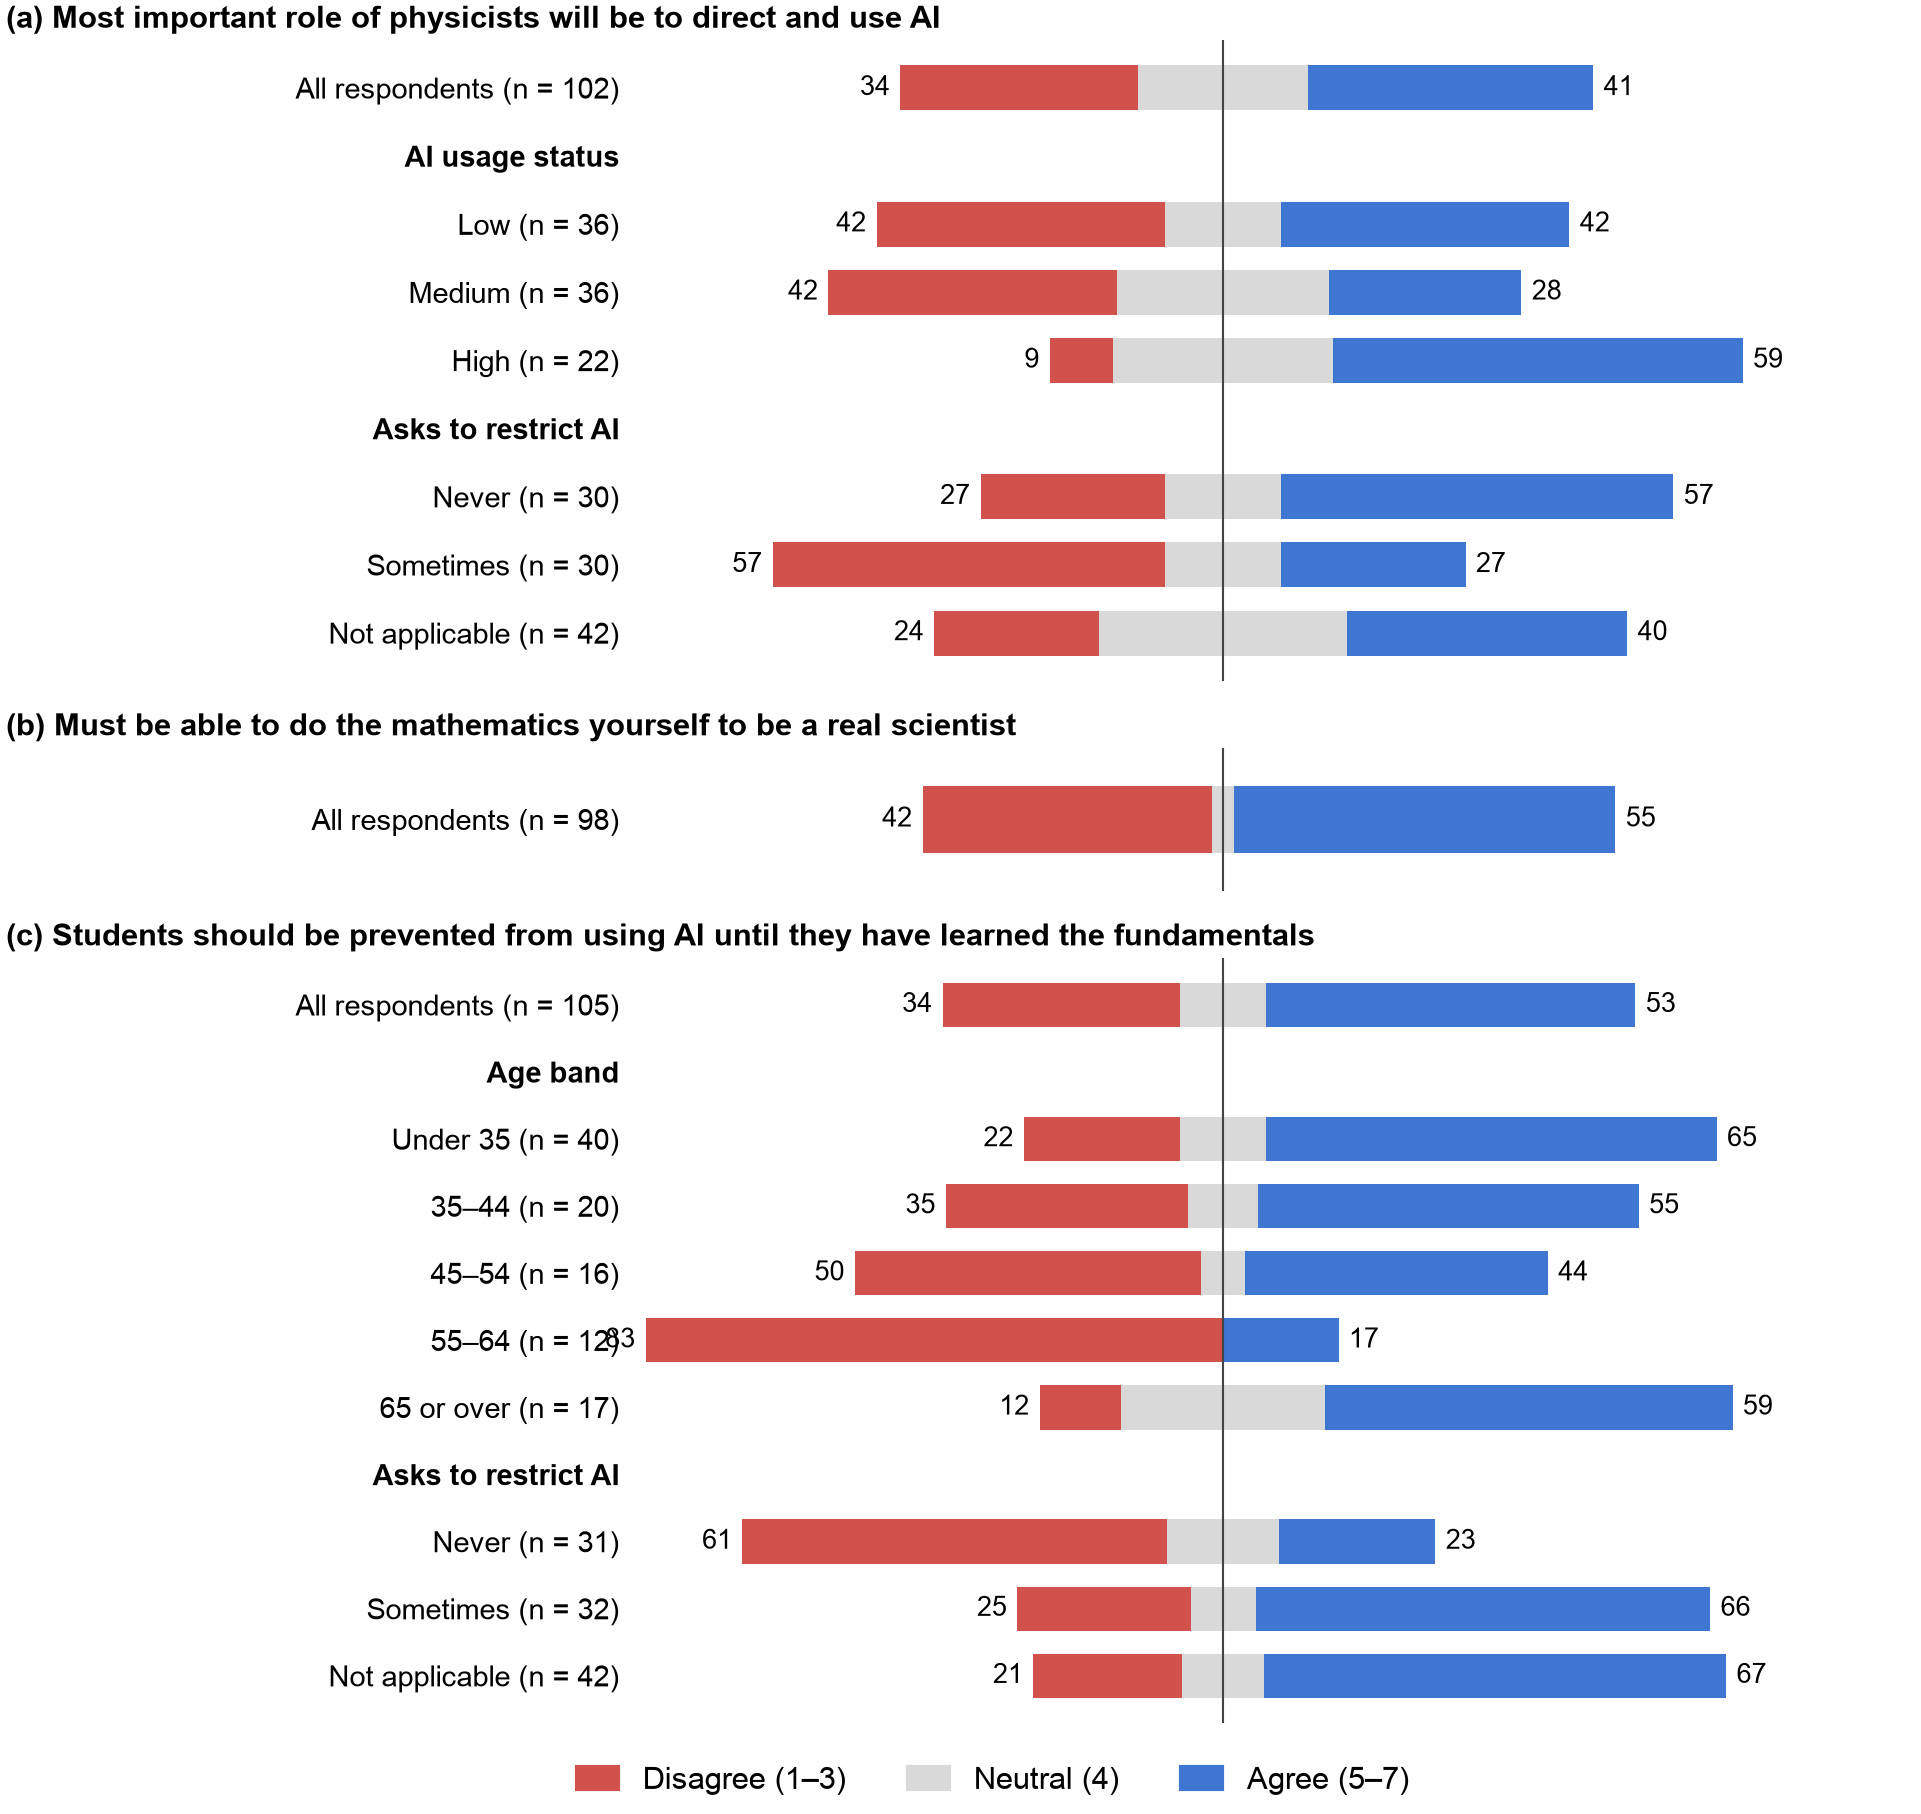 (a) Most important role of physicists will be to direct and use AI
All respondents (n = 102) 34 41
AI usage status
Low (n = 36) 42 42
Medium (n = 36) 42 28
High (n = 22) 9 59
Asks to restrict AI
Never (n = 30) 27 57
Sometimes (n = 30) 57 27
Not applicable (n = 42) 24 40
(b) Must be able to do the mathematics yourself to be a real scientist
All respondents (n = 98) 42 55
(c) Students should be prevented from using AI until they have learned the fundamentals
All respondents (n = 105) 34 53
Age band
Under 35 (n = 40) 22 65
35–44 (n = 20) 35 55
45–54 (n = 16) 50 44
55–64 (n = 12) 83 17
65 or over (n = 17) 12 59
Asks to restrict AI
Never (n = 31) 61 23
Sometimes (n = 32) 25 66
Not applicable (n = 42) 21 67
Disagree (1–3) Neutral (4) Agree (5–7)